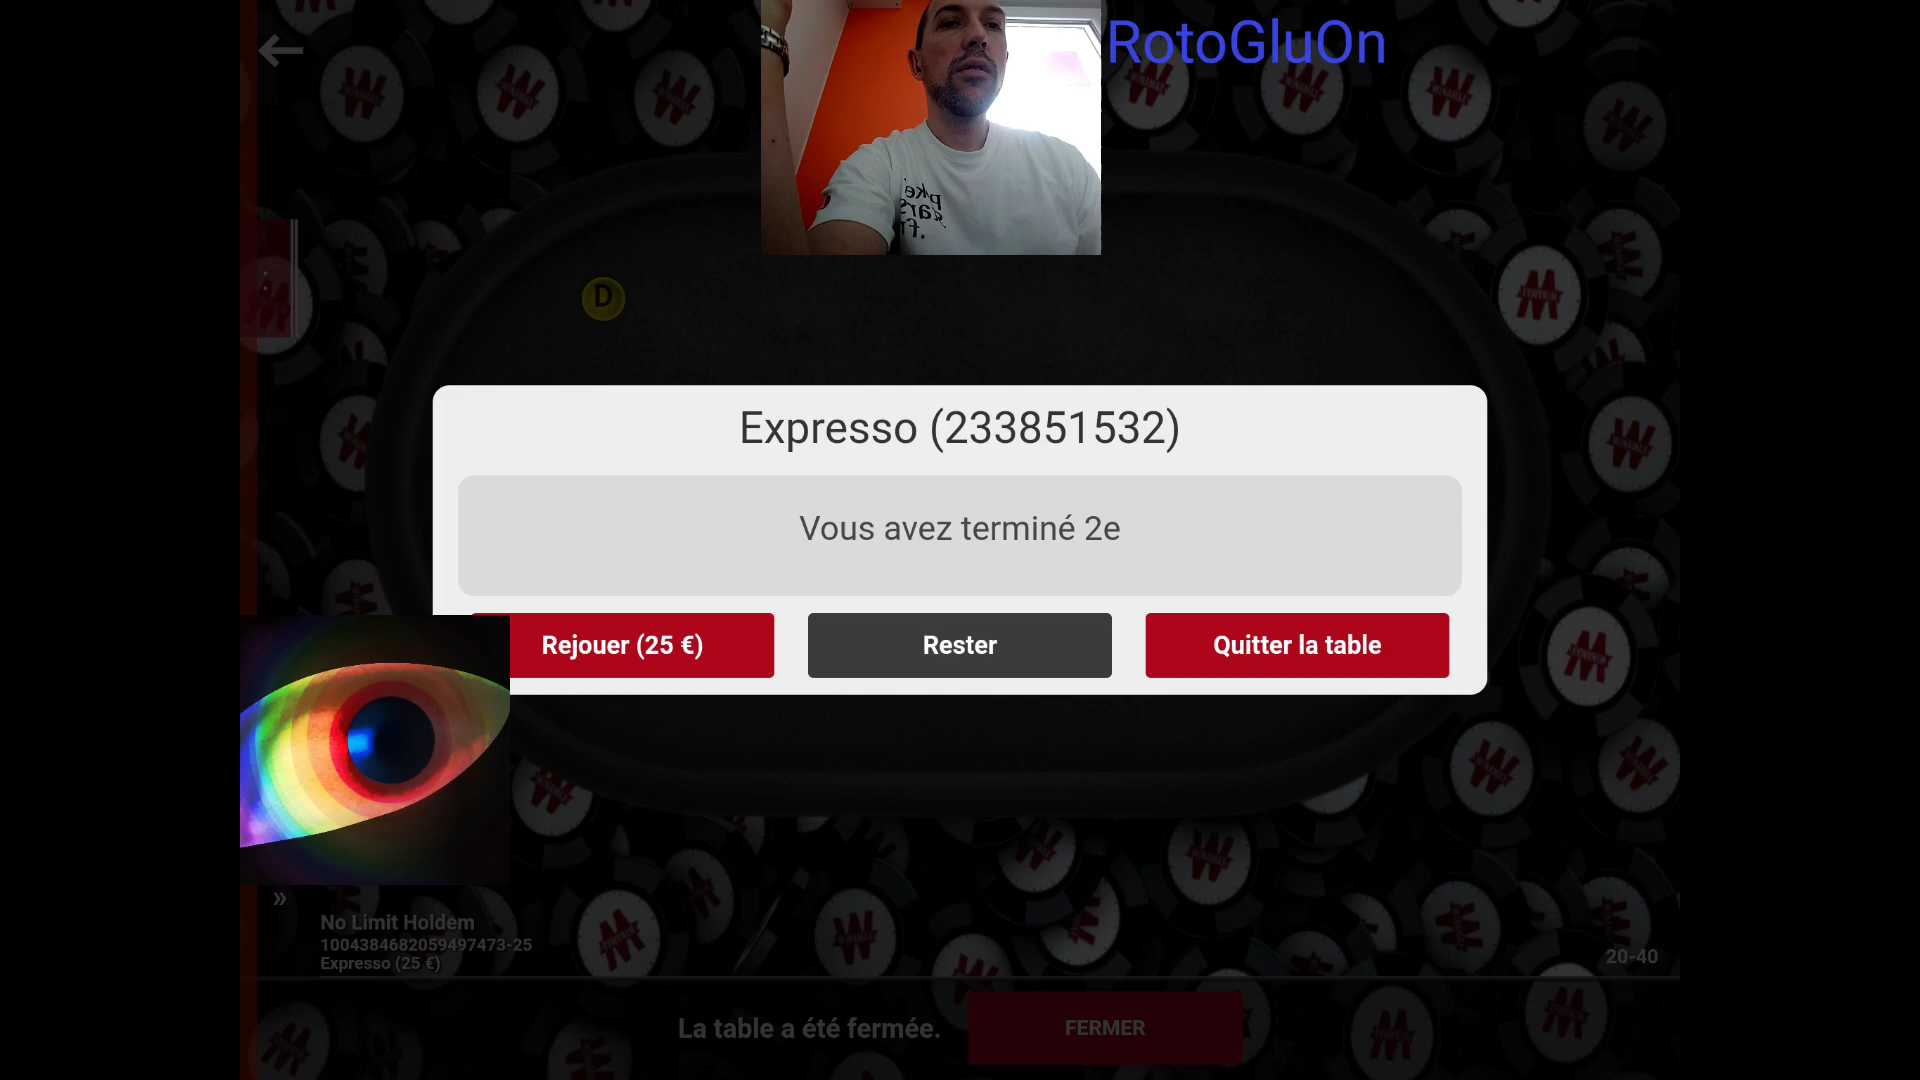 RotoGluOn
D
Expresso (233851532)
Vous avez terminé 2e
Rejouer (25 €)
Rester
Quitter la table
»
No Limit Holdem
1004384682059497473-25
Expresso (25 €)
20-40
La table a été fermée.
FERMER